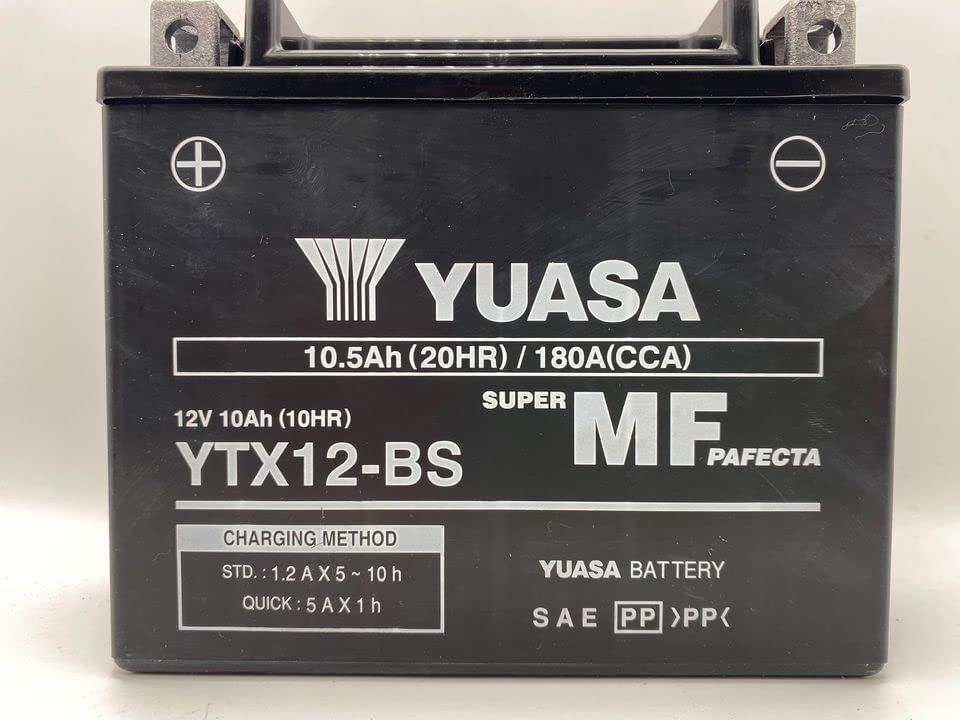 YUASA
10.5Ah (20HR) / 180A(CCA)
12V 10Ah (10HR)
YTX12-BS
SUPER MF PAFECTA
CHARGING METHOD
STD. : 1.2 A X 5 ~ 10 h
QUICK : 5 A X 1 h
YUASA BATTERY
S A E PP >PP<